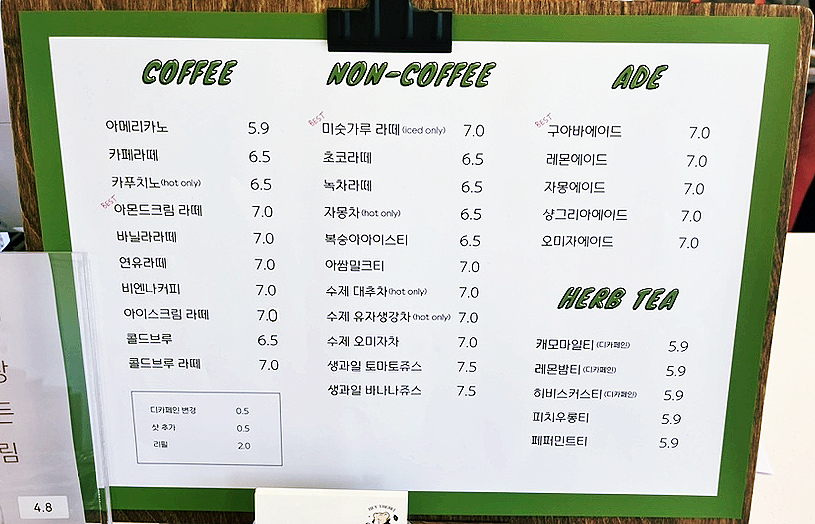 COFFEE
아메리카노 5.9
카페라떼 6.5
카푸치노(hot only) 6.5
BEST
아몬드크림 라떼 7.0
바닐라라떼 7.0
연유라떼 7.0
비엔나커피 7.0
아이스크림 라떼 7.0
콜드브루 6.5
콜드브루 라떼 7.0
디카페인 변경 0.5
샷 추가 0.5
리필 2.0
NON-COFFEE
BEST
미숫가루 라떼(iced only) 7.0
초코라떼 6.5
녹차라떼 6.5
자몽차(hot only) 6.5
복숭아아이스티 6.5
아쌈밀크티 7.0
수제 대추차(hot only) 7.0
수제 유자생강차(hot only) 7.0
수제 오미자차 7.0
생과일 토마토쥬스 7.5
생과일 바나나쥬스 7.5
ADE
BEST
구아바에이드 7.0
레몬에이드 7.0
자몽에이드 7.0
샹그리아에이드 7.0
오미자에이드 7.0
HERB TEA
캐모마일티(디카페인) 5.9
레몬밤티(디카페인) 5.9
히비스커스티(디카페인) 5.9
피치우롱티 5.9
페퍼민트티 5.9
림
4.8